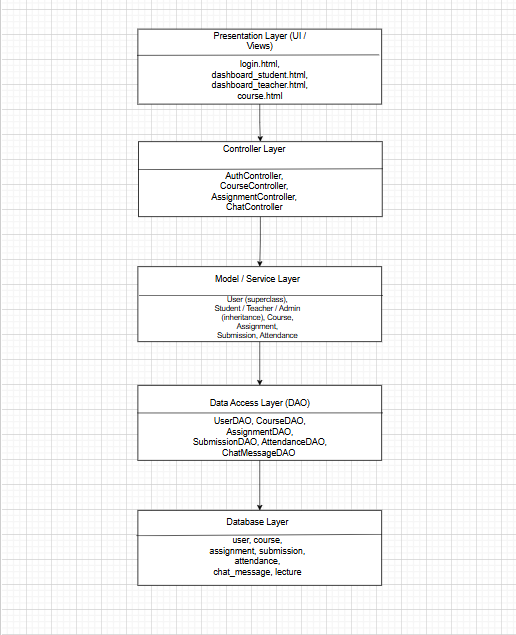 Presentation Layer (UI /
Views)
login.html,
dashboard_student.html,
dashboard_teacher.html,
course.html
Controller Layer
AuthController,
CourseController,
AssignmentController,
ChatController
Model / Service Layer
User (superclass),
Student / Teacher / Admin
(inheritance), Course,
Assignment,
Submission, Attendance
Data Access Layer (DAO)
UserDAO, CourseDAO,
AssignmentDAO,
SubmissionDAO, AttendanceDAO,
ChatMessageDAO
Database Layer
user, course,
assignment, submission,
attendance,
chat_message, lecture